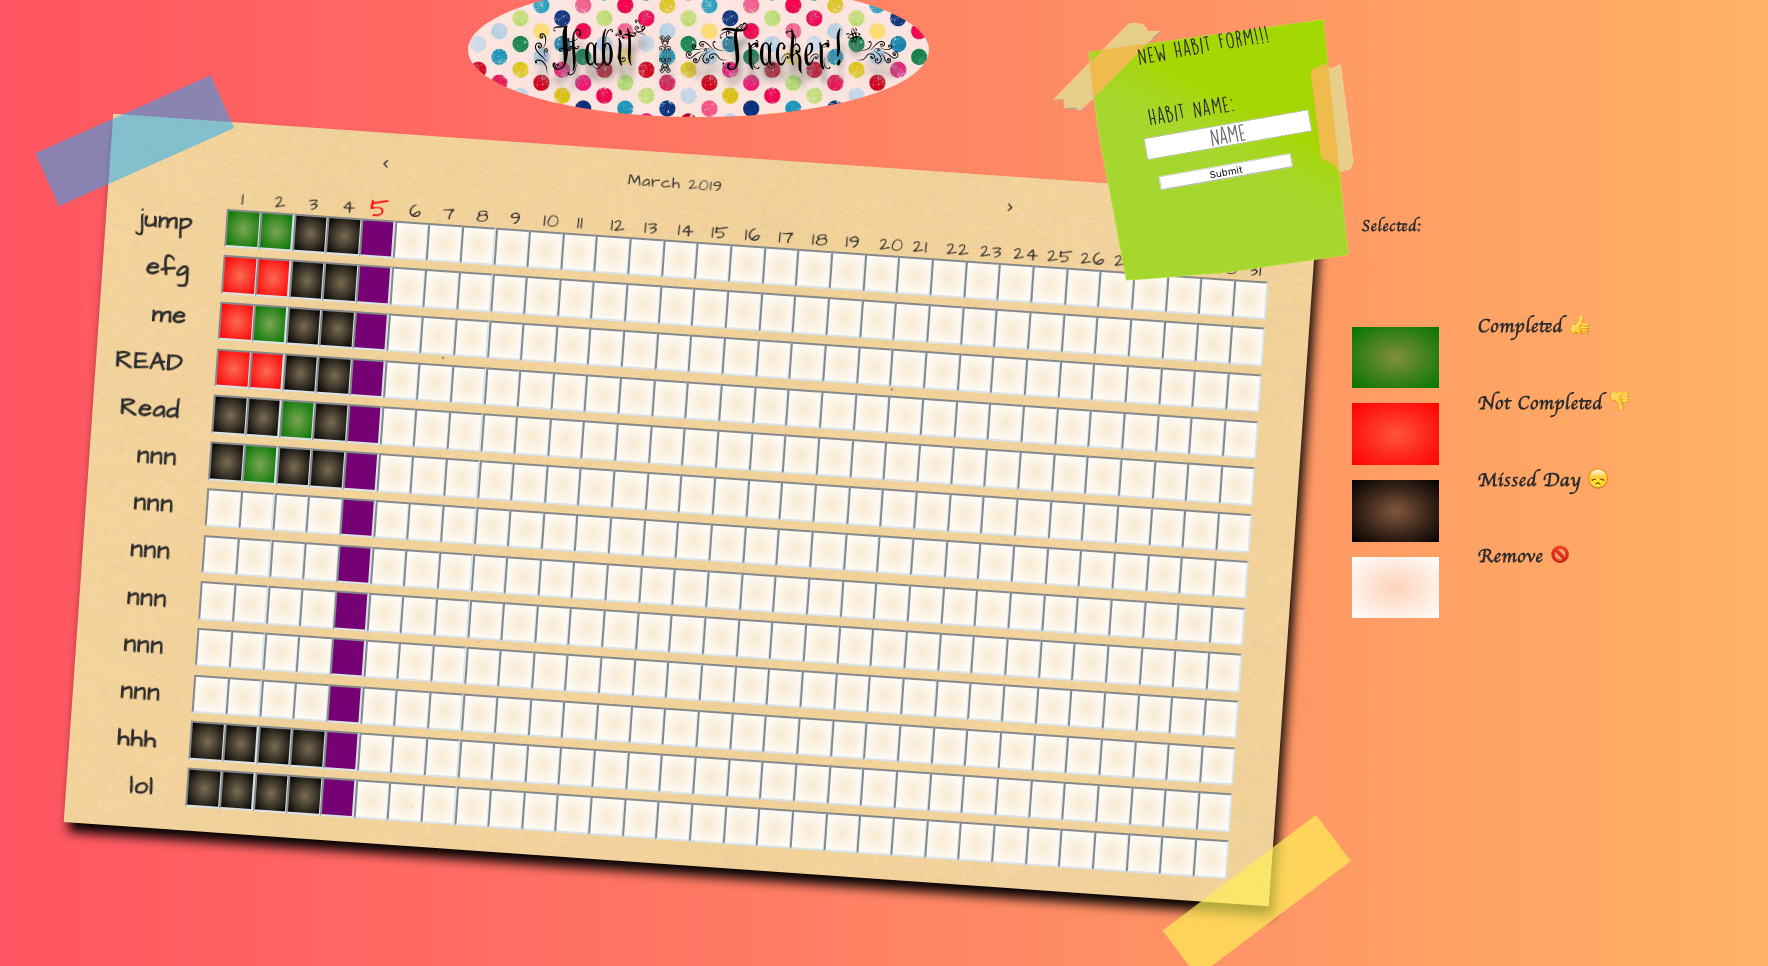 Habit Tracker!
NEW HABIT FORM!!!
HABIT NAME:
NAME
Submit
<
March 2019
>
1 2 3 4 5 6 7 8 9 10 11 12 13 14 15 16 17 18 19 20 21 22 23 24 25 26 31
jump
efg
me
READ
Read
nnn
nnn
nnn
nnn
nnn
nnn
hhh
lol
Selected:
Completed 👍
Not Completed 👎
Missed Day 😞
Remove 🚫